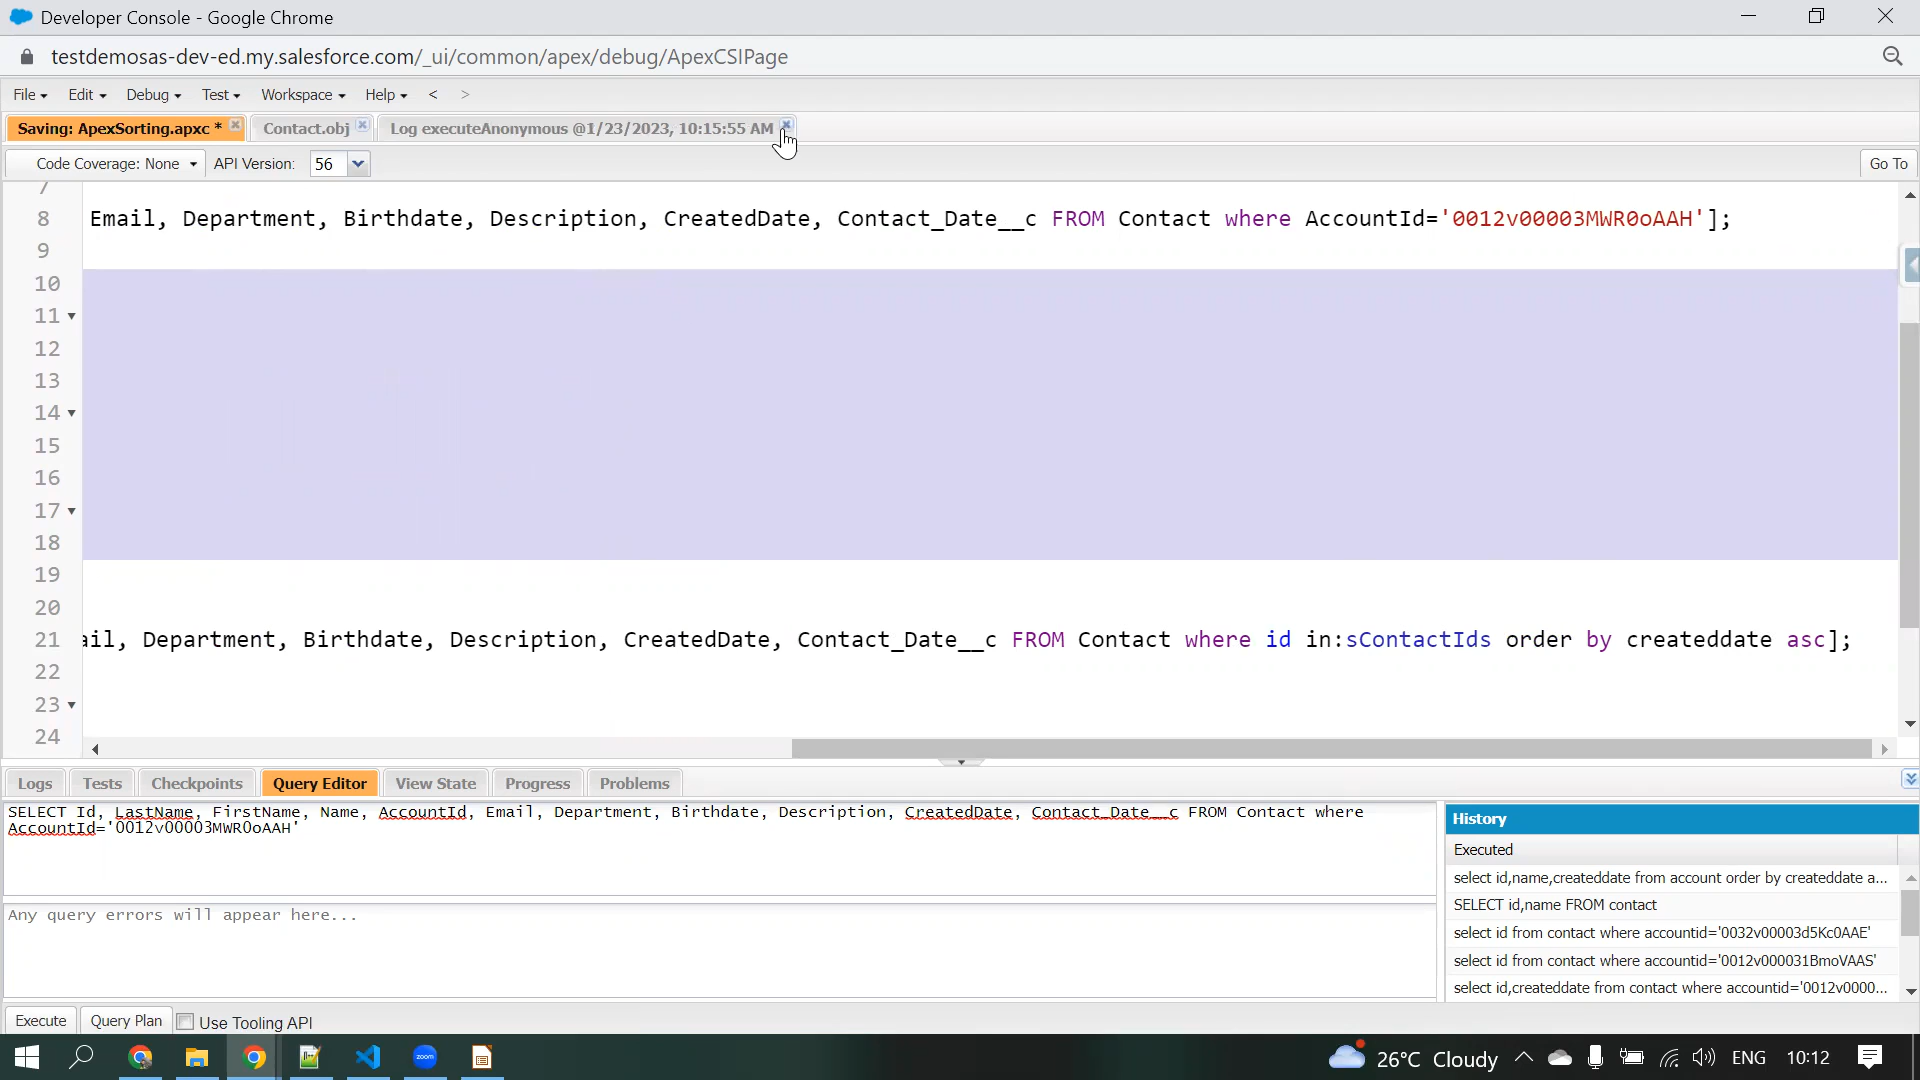 Developer Console - Google Chrome
testdemosas-dev-ed.my.salesforce.com/_ui/common/apex/debug/ApexCSIPage
File Edit Debug Test Workspace Help < >
Saving: ApexSorting.apxc * Contact.obj Log executeAnonymous @1/23/2023, 10:15:55 AM
Code Coverage: None API Version: 56 Go To
7
8 Email, Department, Birthdate, Description, CreatedDate, Contact_Date__c FROM Contact where AccountId='0012v00003MWR0oAAH'];
9
10
11
12
13
14
15
16
17
18
19
20
21 ail, Department, Birthdate, Description, CreatedDate, Contact_Date__c FROM Contact where id in:sContactIds order by createddate asc];
22
23
24
Logs Tests Checkpoints Query Editor View State Progress Problems
SELECT Id, LastName, FirstName, Name, AccountId, Email, Department, Birthdate, Description, CreatedDate, Contact_Date__c FROM Contact where
AccountId='0012v00003MWR0oAAH'
Any query errors will appear here...
History
Executed
select id,name,createddate from account order by createddate a...
SELECT id,name FROM contact
select id from contact where accountid='0032v00003d5Kc0AAE'
select id from contact where accountid='0012v000031BmoVAAS'
select id,createddate from contact where accountid='0012v0000...
Execute Query Plan Use Tooling API
zoom
26°C Cloudy ENG 10:12